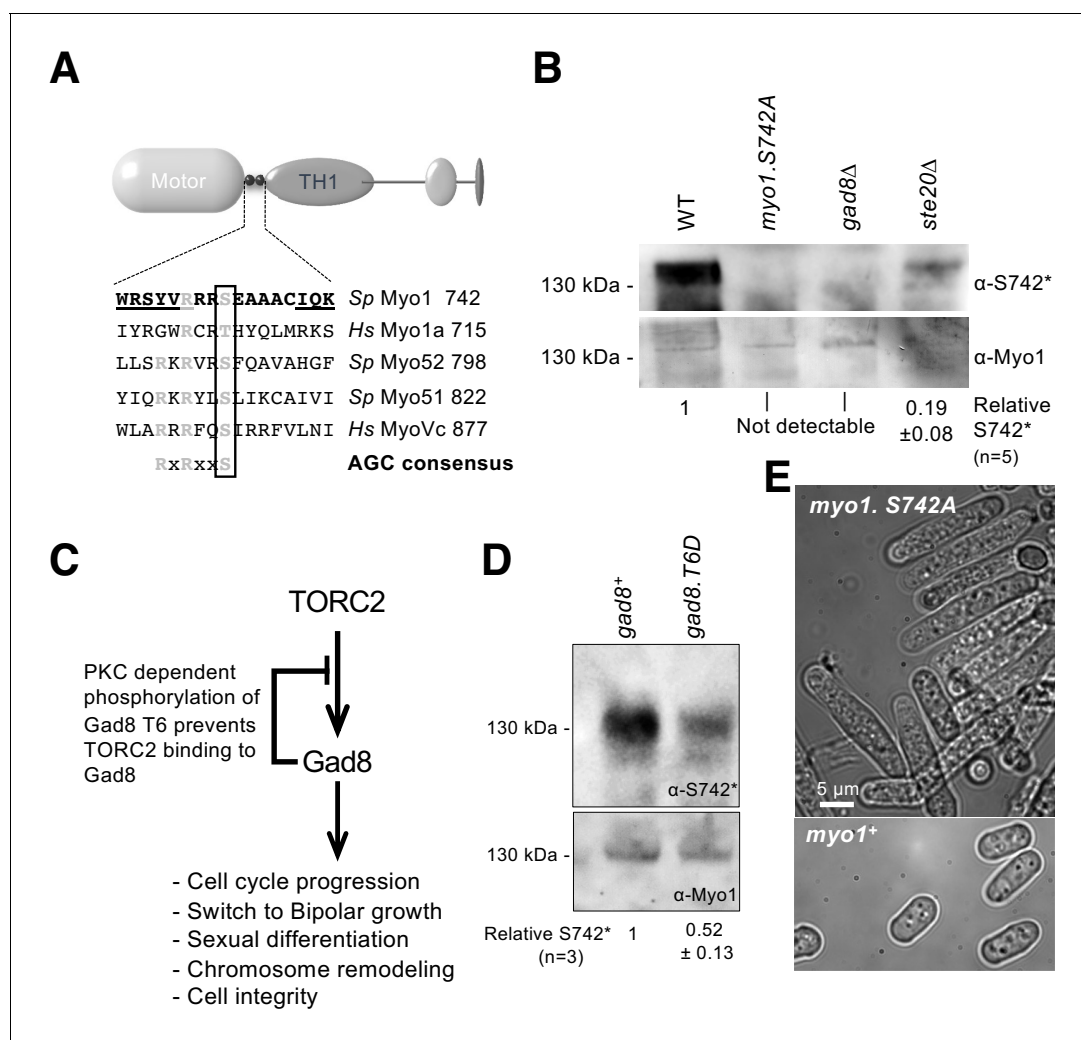 A
Motor
TH1
WRSYVRRRSEAAACIQK Sp Myo1 742
IYRGWRCRTHYQLMRKS Hs Myo1a 715
LLSRKRVRSFQAVAHGF Sp Myo52 798
YIQRKRYLSLIKCAIVI Sp Myo51 822
WLARRRFQSIRRFVLNI Hs MyoVc 877
RxRxxS AGC consensus
B
WT
myo1.S742A
gad8Δ
ste20Δ
130 kDa -
α-S742*
130 kDa -
α-Myo1
1
Not detectable
0.19
±0.08
Relative
S742*
(n=5)
C
TORC2
PKC dependent
phosphorylation of
Gad8 T6 prevents
TORC2 binding to
Gad8
Gad8
- Cell cycle progression
- Switch to Bipolar growth
- Sexual differentiation
- Chromosome remodeling
- Cell integrity
D
gad8+
gad8.T6D
130 kDa -
α-S742*
130 kDa -
α-Myo1
Relative S742* 1 0.52
(n=3) ± 0.13
E
myo1. S742A
5 µm
myo1+